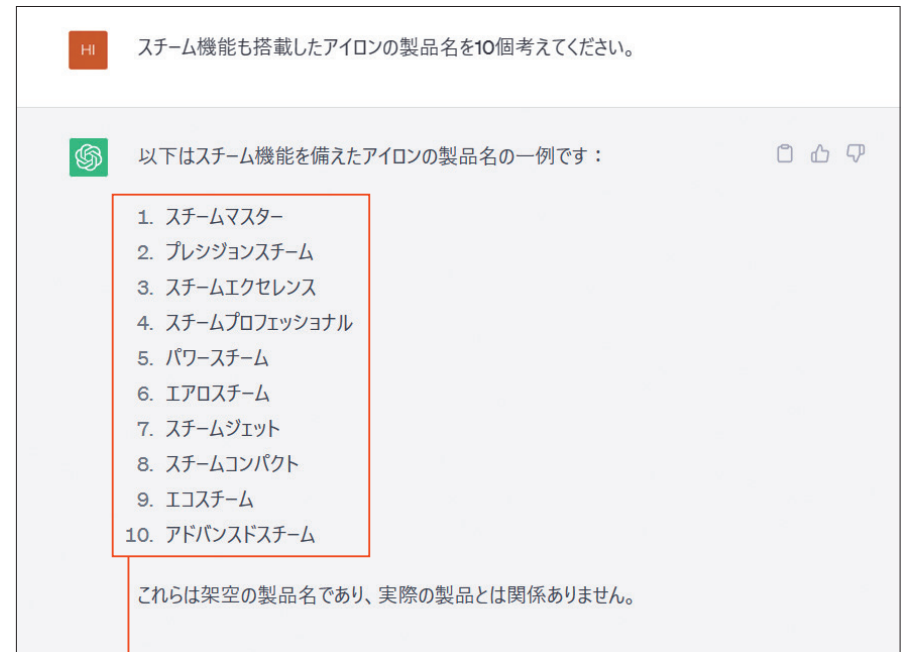 HI
スチーム機能も搭載したアイロンの製品名を10個考えてください。
以下はスチーム機能を備えたアイロンの製品名の一例です：
1. スチームマスター
2. プレシジョンスチーム
3. スチームエクセレンス
4. スチームプロフェッショナル
5. パワースチーム
6. エアロスチーム
7. スチームジェット
8. スチームコンパクト
9. エコスチーム
10. アドバンスドスチーム
これらは架空の製品名であり、実際の製品とは関係ありません。